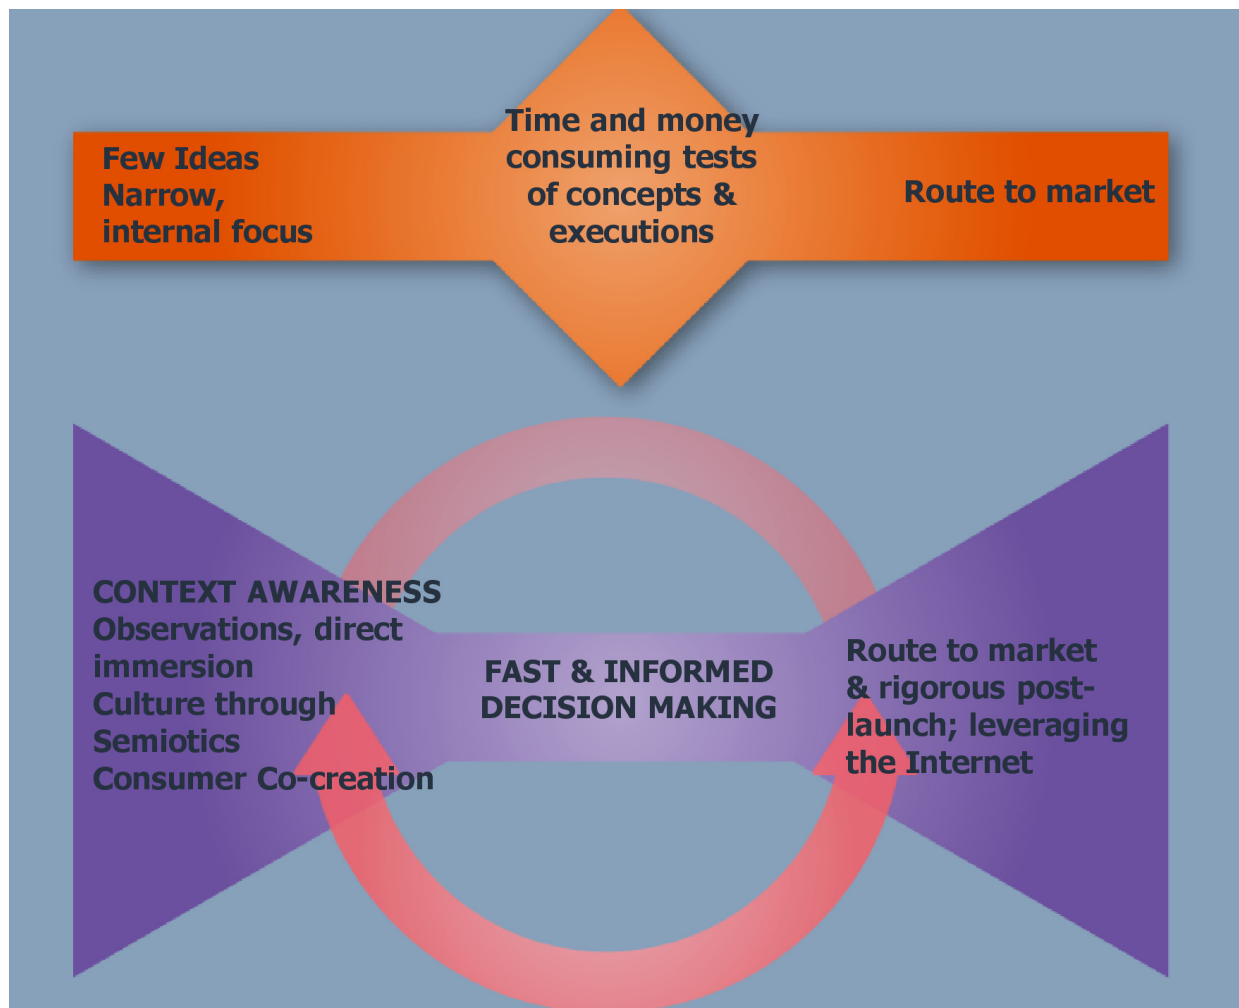 Few Ideas
Narrow,
internal focus
Time and money
consuming tests
of concepts &
executions
Route to market
CONTEXT AWARENESS
Observations, direct
immersion
Culture through
Semiotics
Consumer Co-creation
FAST & INFORMED
DECISION MAKING
Route to market
& rigorous post-
launch; leveraging
the Internet